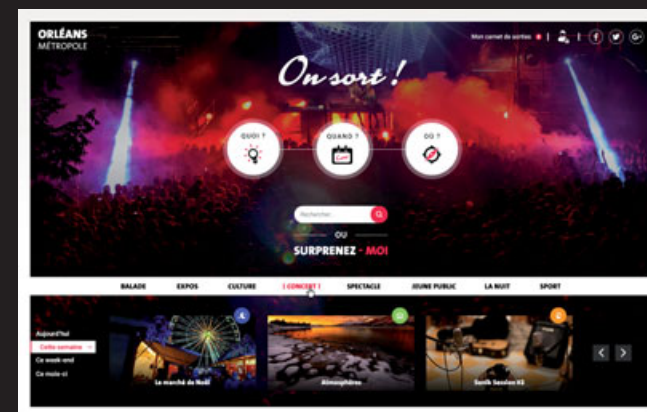 ORLÉANS
MÉTROPOLE
Mon carnet de sorties
On sort !
QUOI ?
QUAND ?
OÙ ?
Rechercher
OU
SURPRENEZ - MOI
BALADE EXPOS CULTURE [ CONCERT ] SPECTACLE JEUNE PUBLIC LA NUIT SPORT
Aujourd'hui
Cette semaine
Ce week-end
Ce mois-ci
Le marché de Noël
Atmosphères
Sonik Session #2